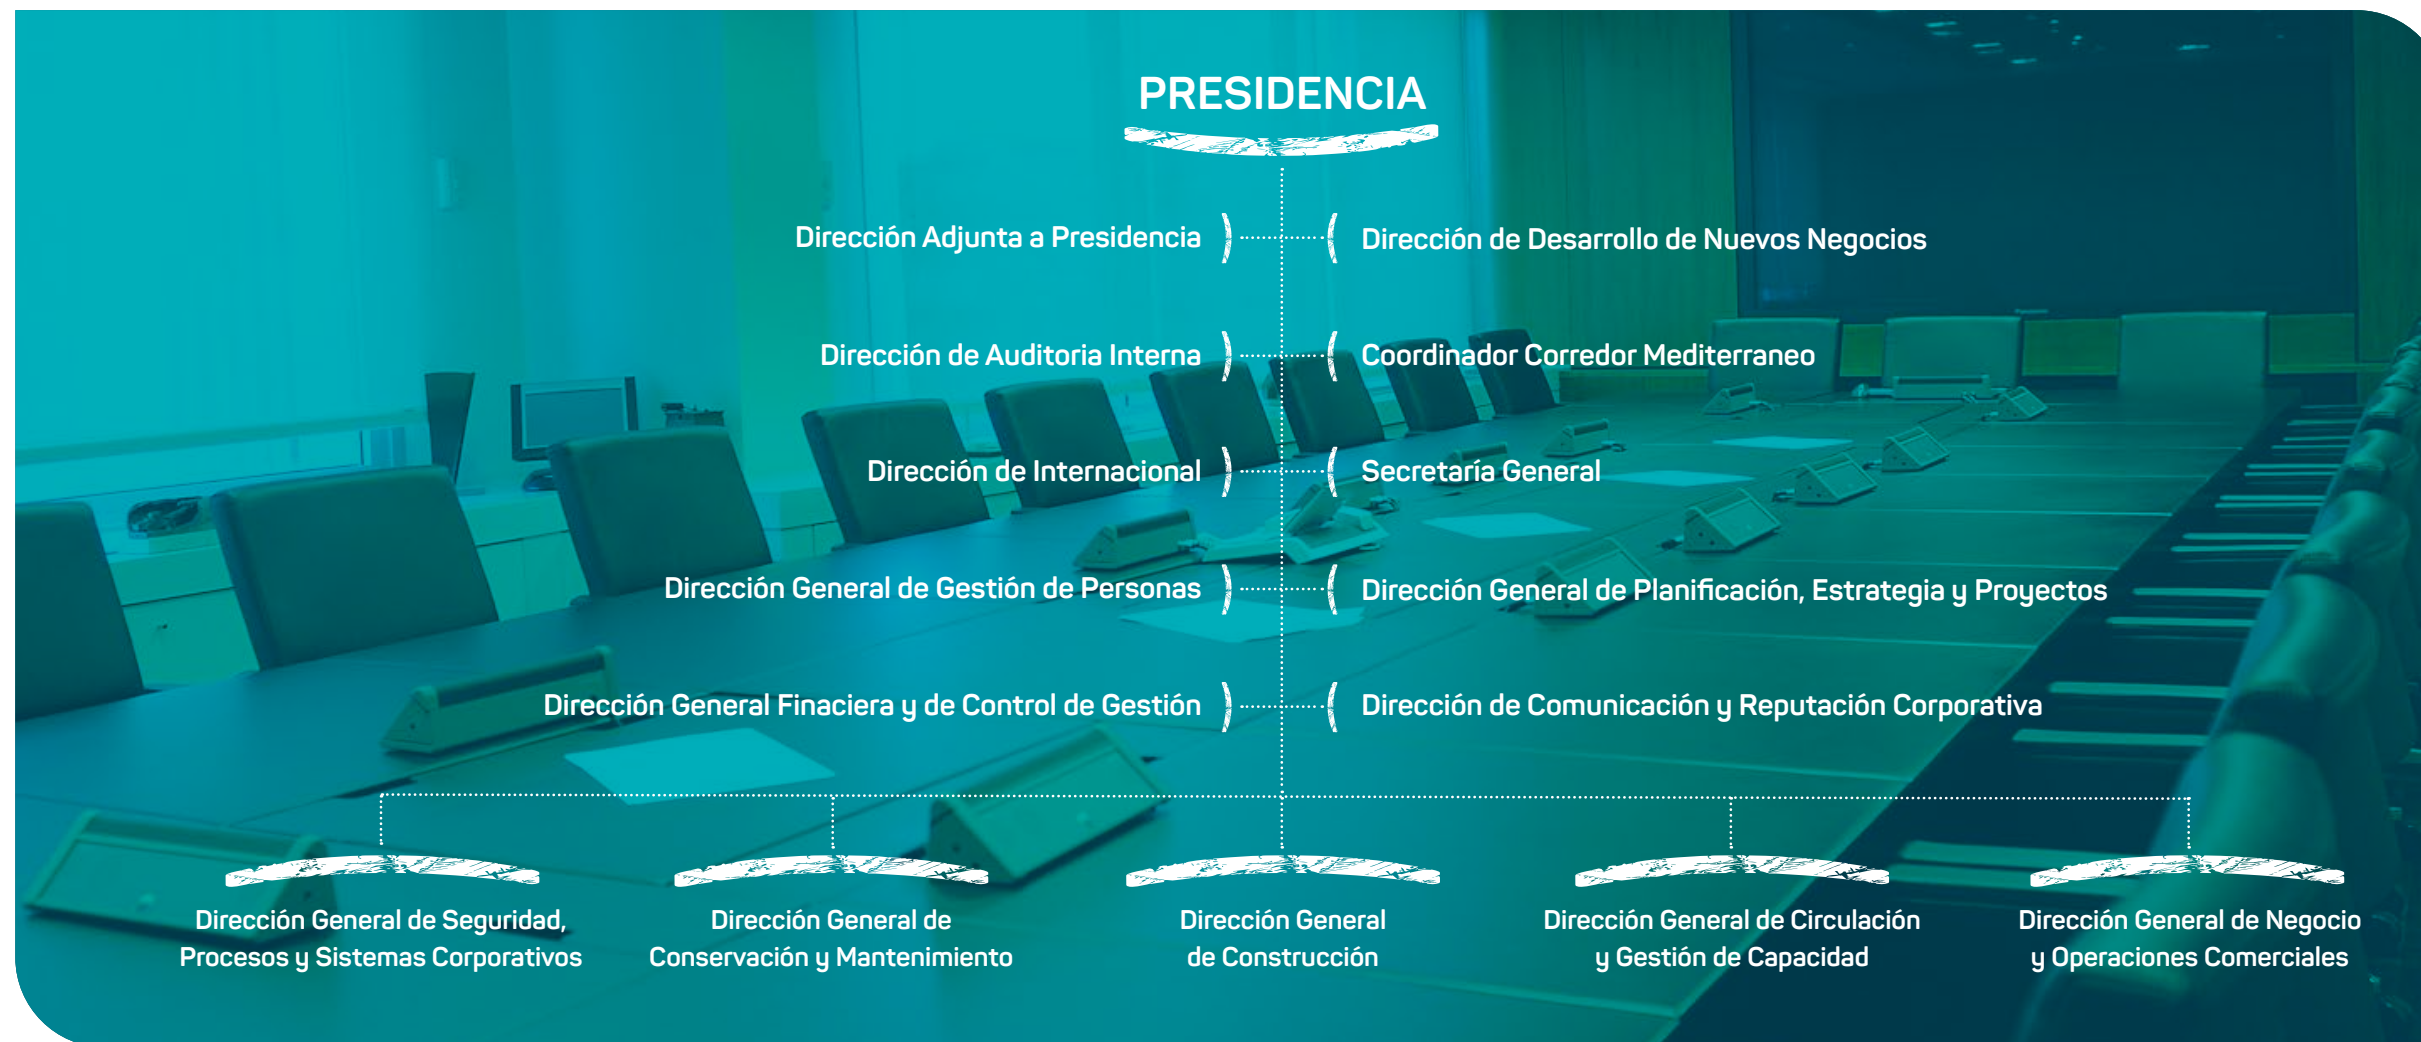 PRESIDENCIA
Dirección Adjunta a Presidencia
Dirección de Desarrollo de Nuevos Negocios
Dirección de Auditoria Interna
Coordinador Corredor Mediterraneo
Dirección de Internacional
Secretaría General
Dirección General de Gestión de Personas
Dirección General de Planificación, Estrategia y Proyectos
Dirección General Finaciera y de Control de Gestión
Dirección de Comunicación y Reputación Corporativa
Dirección General de Seguridad,
Procesos y Sistemas Corporativos
Dirección General de
Conservación y Mantenimiento
Dirección General
de Construcción
Dirección General de Circulación
y Gestión de Capacidad
Dirección General de Negocio
y Operaciones Comerciales